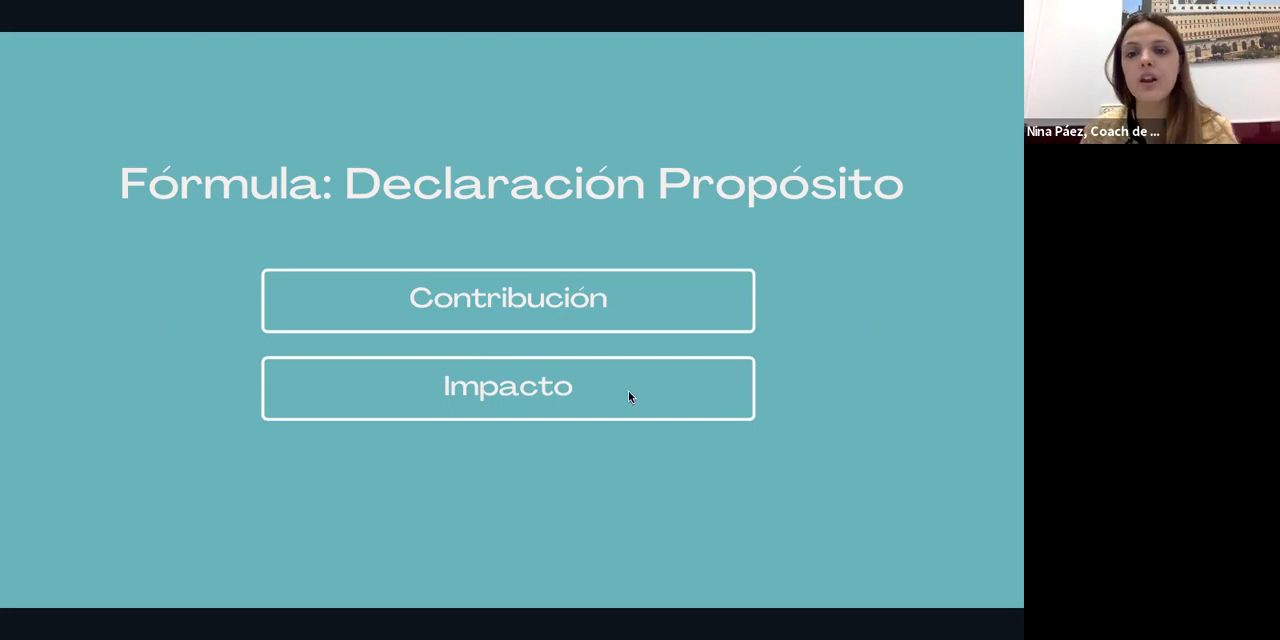 Fórmula: Declaración Propósito
Contribución
Impacto
Nina Páez, Coach de ...